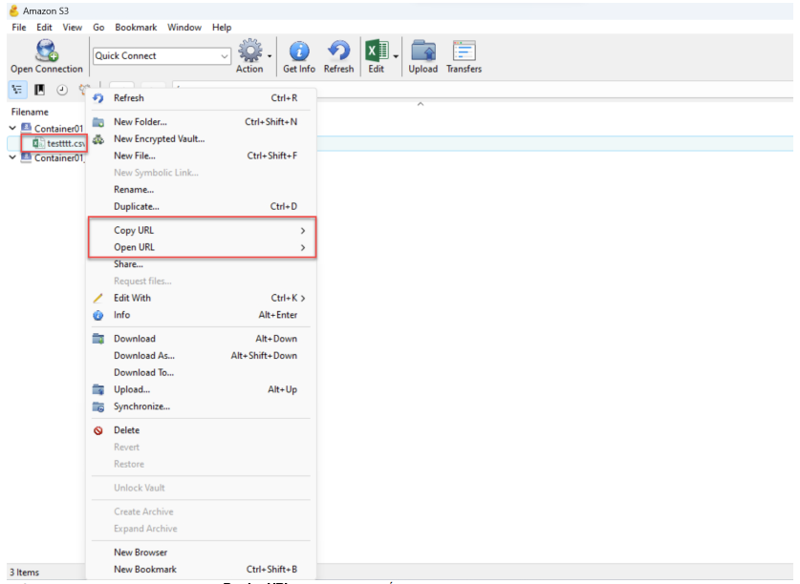 Amazon S3
File Edit View Go Bookmark Window Help
Quick Connect
Open Connection Action Get Info Refresh Edit Upload Transfers
Filename
Container01
testttt.csv
Container01
Refresh Ctrl+R
New Folder... Ctrl+Shift+N
New Encrypted Vault...
New File... Ctrl+Shift+F
New Symbolic Link...
Rename...
Duplicate... Ctrl+D
Copy URL
Open URL
Share...
Request files...
Edit With Ctrl+K
Info Alt+Enter
Download Alt+Down
Download As... Alt+Shift+Down
Download To...
Upload... Alt+Up
Synchronize...
Delete
Revert
Restore
Unlock Vault
Create Archive
Expand Archive
New Browser
New Bookmark Ctrl+Shift+B
3 Items